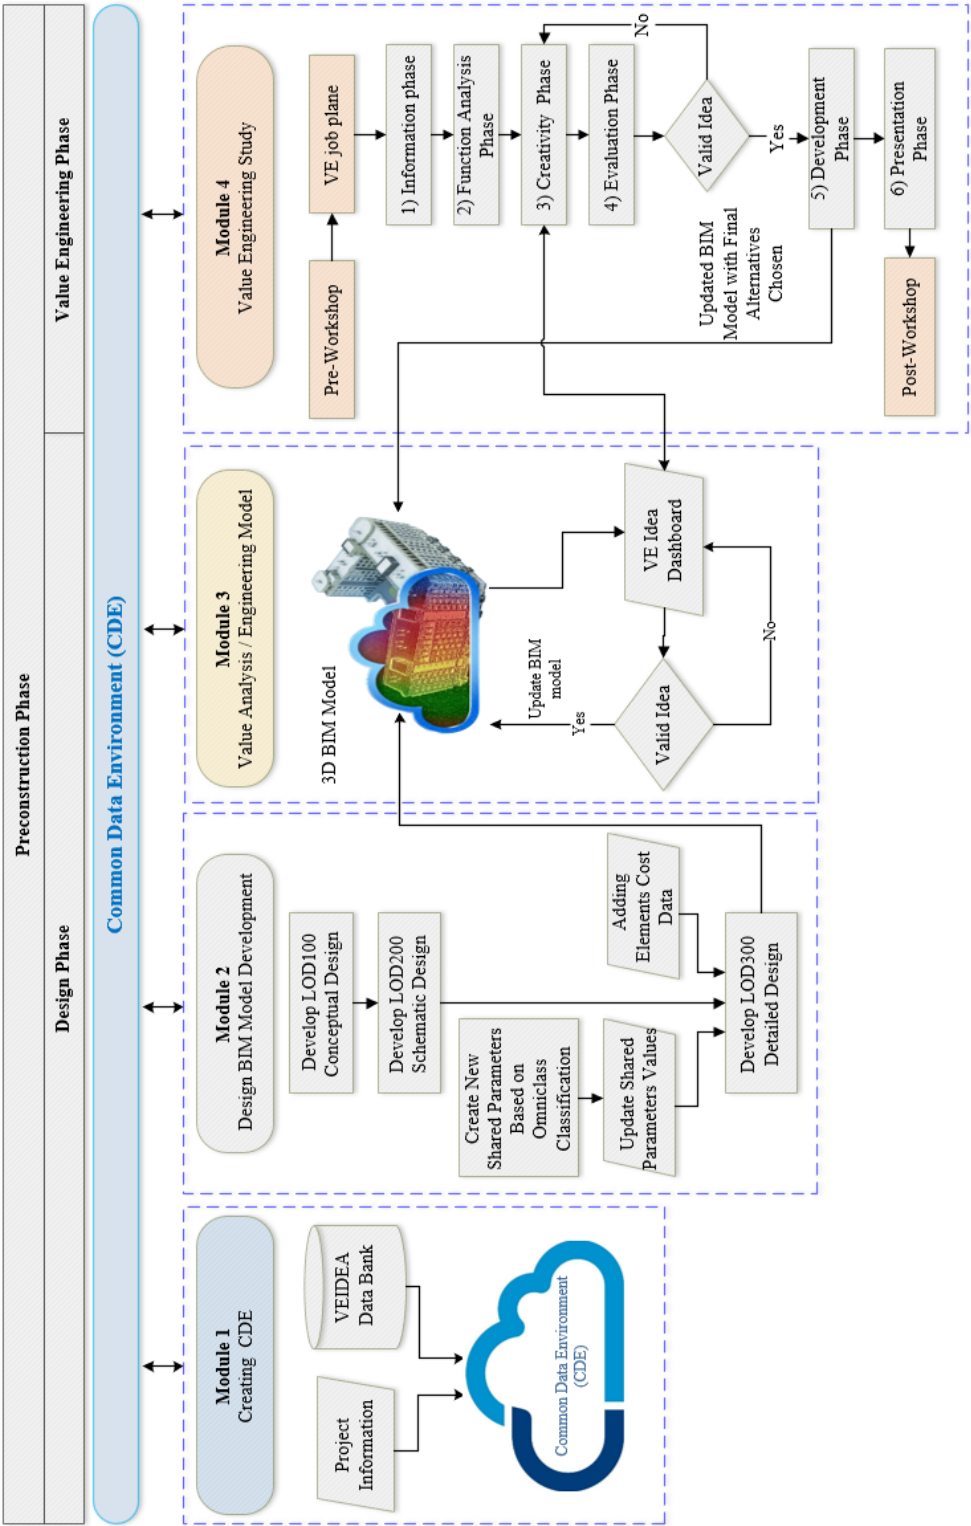 Preconstruction Phase
Design Phase
Value Engineering Phase
Common Data Environment (CDE)
Module 1
Creating CDE
Project
Information
VEIDEA
Data Bank
Common Data Environment
(CDE)
Module 2
Design BIM Model Development
Develop LOD100
Conceptual Design
Develop LOD200
Schematic Design
Create New
Shared Parameters
Based on
Omniclass
Classification
Update Shared
Parameters Values
Adding
Elements Cost
Data
Develop LOD300
Detailed Design
Module 3
Value Analysis / Engineering Model
3D BIM Model
Update BIM
model
Yes
Valid Idea
VE Idea
Dashboard
No
Module 4
Value Engineering Study
Pre-Workshop
VE job plane
1) Information phase
2) Function Analysis
Phase
3) Creativity Phase
4) Evaluation Phase
Valid Idea
No
Yes
Updated BIM
Model with Final
Alternatives
Chosen
5) Development
Phase
6) Presentation
Phase
Post-Workshop